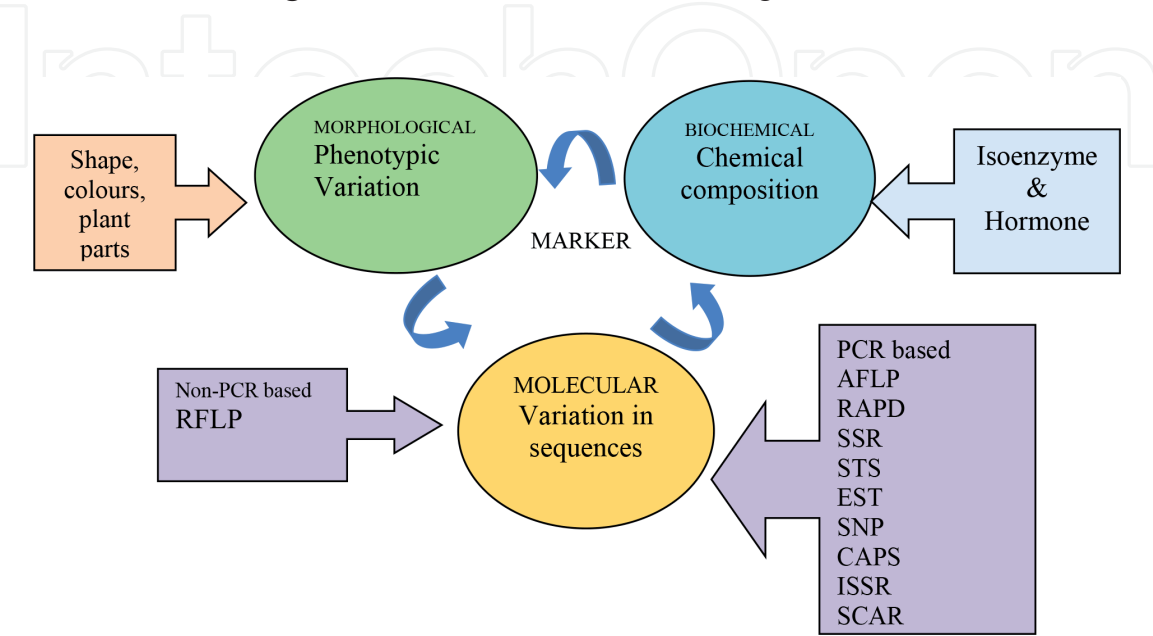 Shape,
colours,
plant
parts
MORPHOLOGICAL
Phenotypic
Variation
BIOCHEMICAL
Chemical
composition
Isoenzyme
&
Hormone
MARKER
Non-PCR based
RFLP
MOLECULAR
Variation in
sequences
PCR based
AFLP
RAPD
SSR
STS
EST
SNP
CAPS
ISSR
SCAR